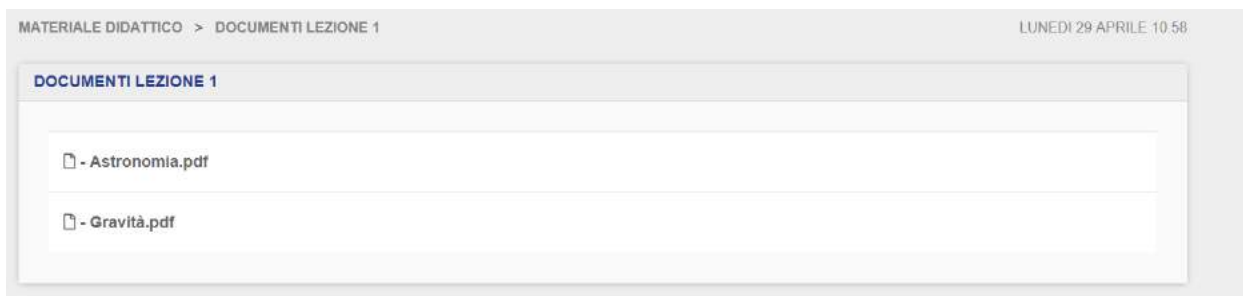 MATERIALE DIDATTICO > DOCUMENTI LEZIONE 1 LUNEDI 29 APRILE 10:58
DOCUMENTI LEZIONE 1
- Astronomia.pdf
- Gravità.pdf